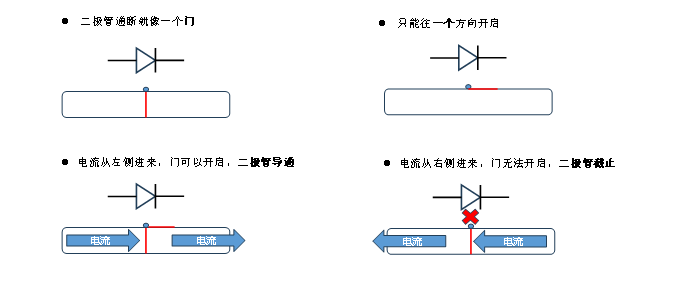 ● 二极管通断就像一个门
● 只能往一个方向开启
● 电流从左侧进来，门可以开启，二极管导通
● 电流从右侧进来，门无法开启，二极管截止
电流 电流
电流 电流